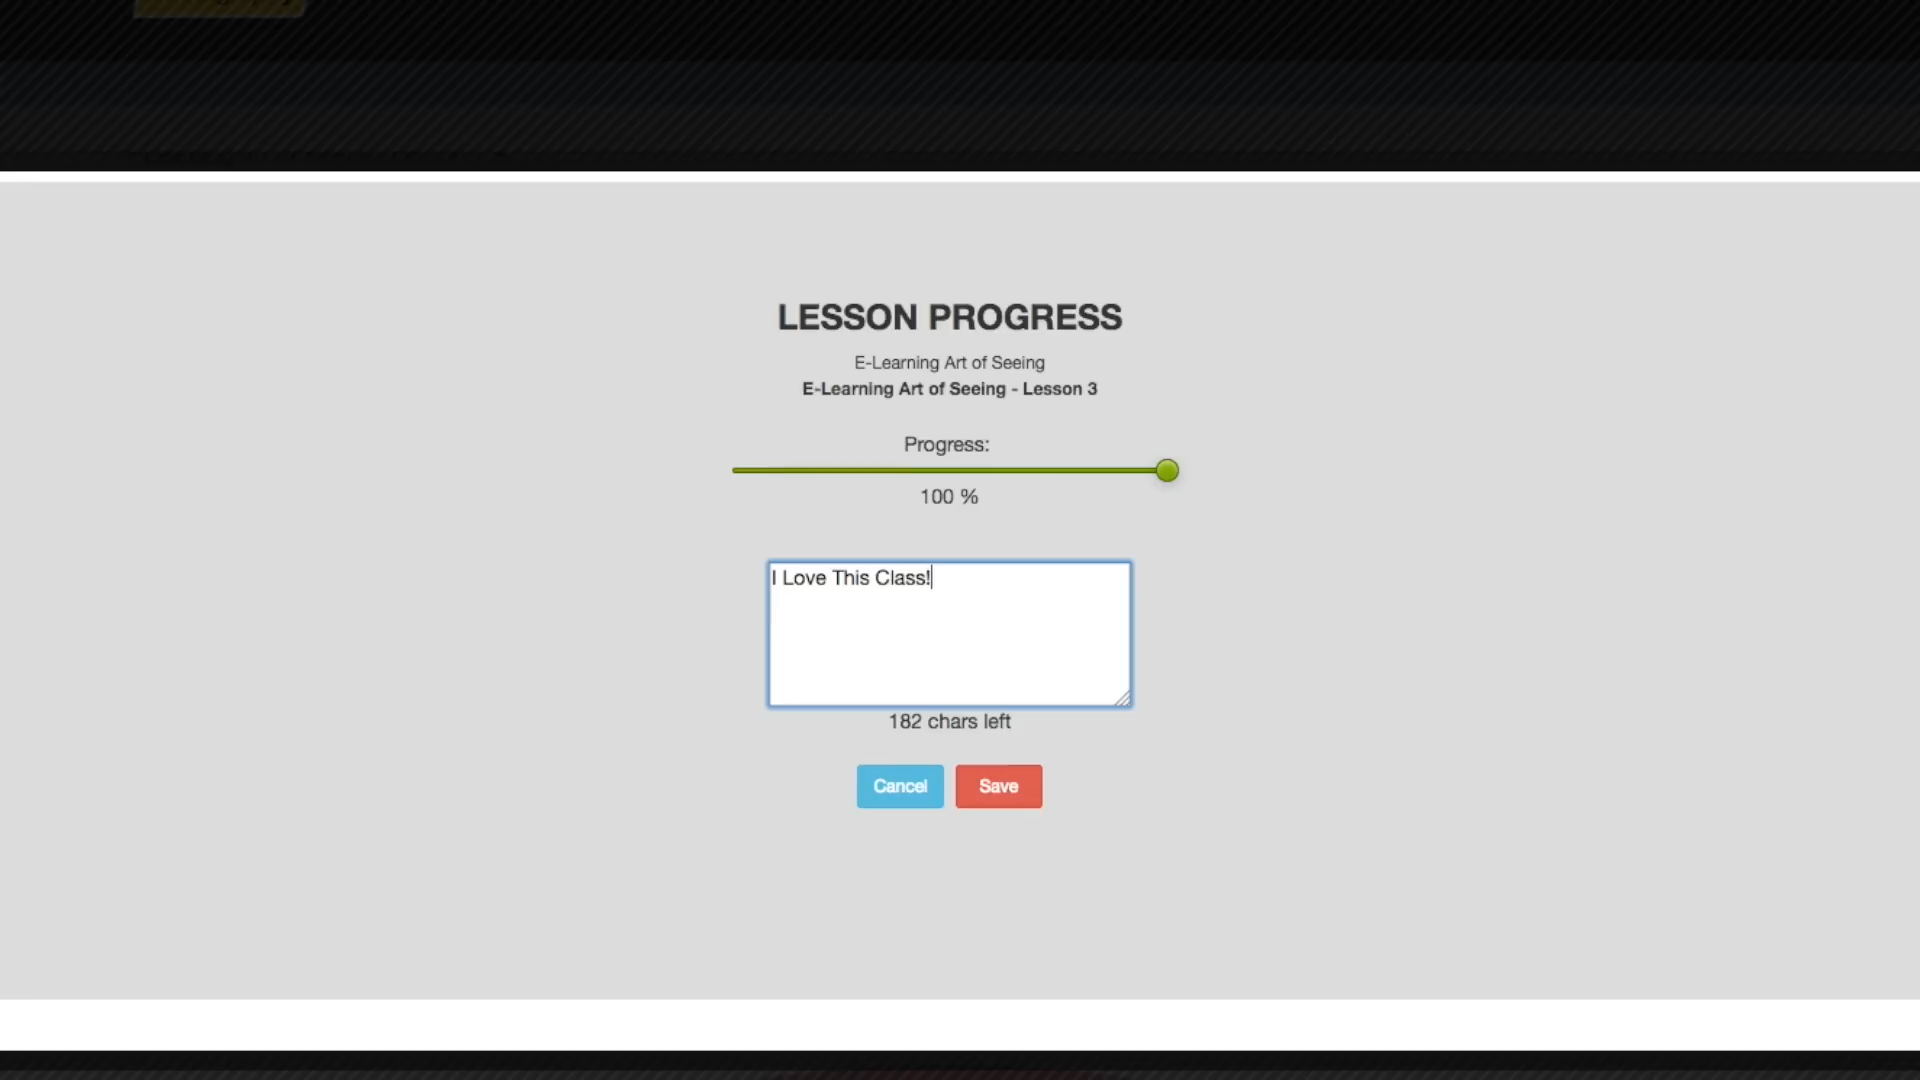 LESSON PROGRESS
E-Learning Art of Seeing
E-Learning Art of Seeing - Lesson 3
Progress:
100 %
I Love This Class!
182 chars left
Cancel
Save